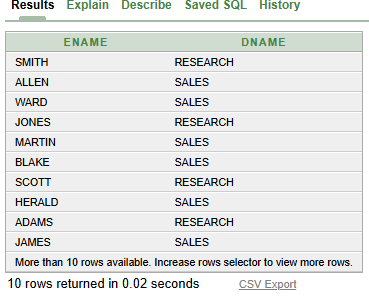 Results Explain Describe Saved SQL History
ENAME DNAME
SMITH RESEARCH
ALLEN SALES
WARD SALES
JONES RESEARCH
MARTIN SALES
BLAKE SALES
SCOTT RESEARCH
HERALD SALES
ADAMS RESEARCH
JAMES SALES
More than 10 rows available. Increase rows selector to view more rows.
10 rows returned in 0.02 seconds CSV Export